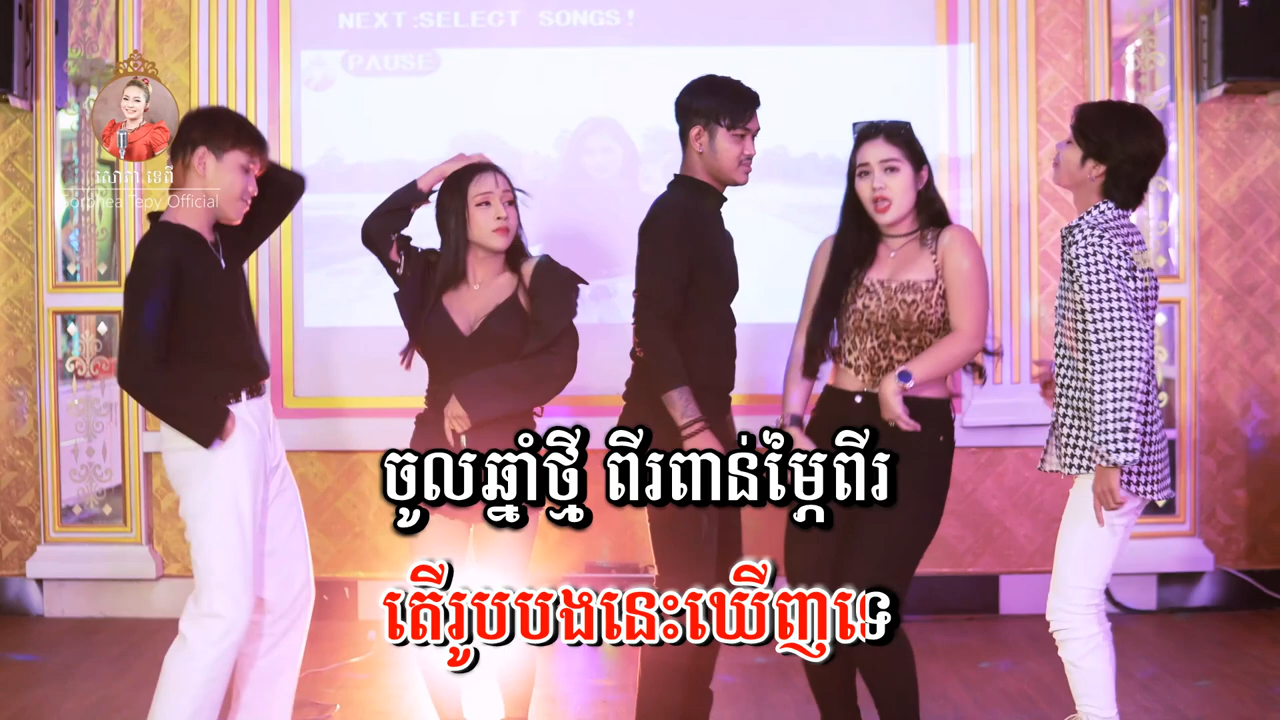 NEXT:SELECT SONGS!
PAUSE
សោភា ទេពី
Sorphea Tepy Official
ចូលឆ្នាំថ្មី ពីរពាន់ម្ភៃពីរ
តើរូបបងនេះឃើញទេ